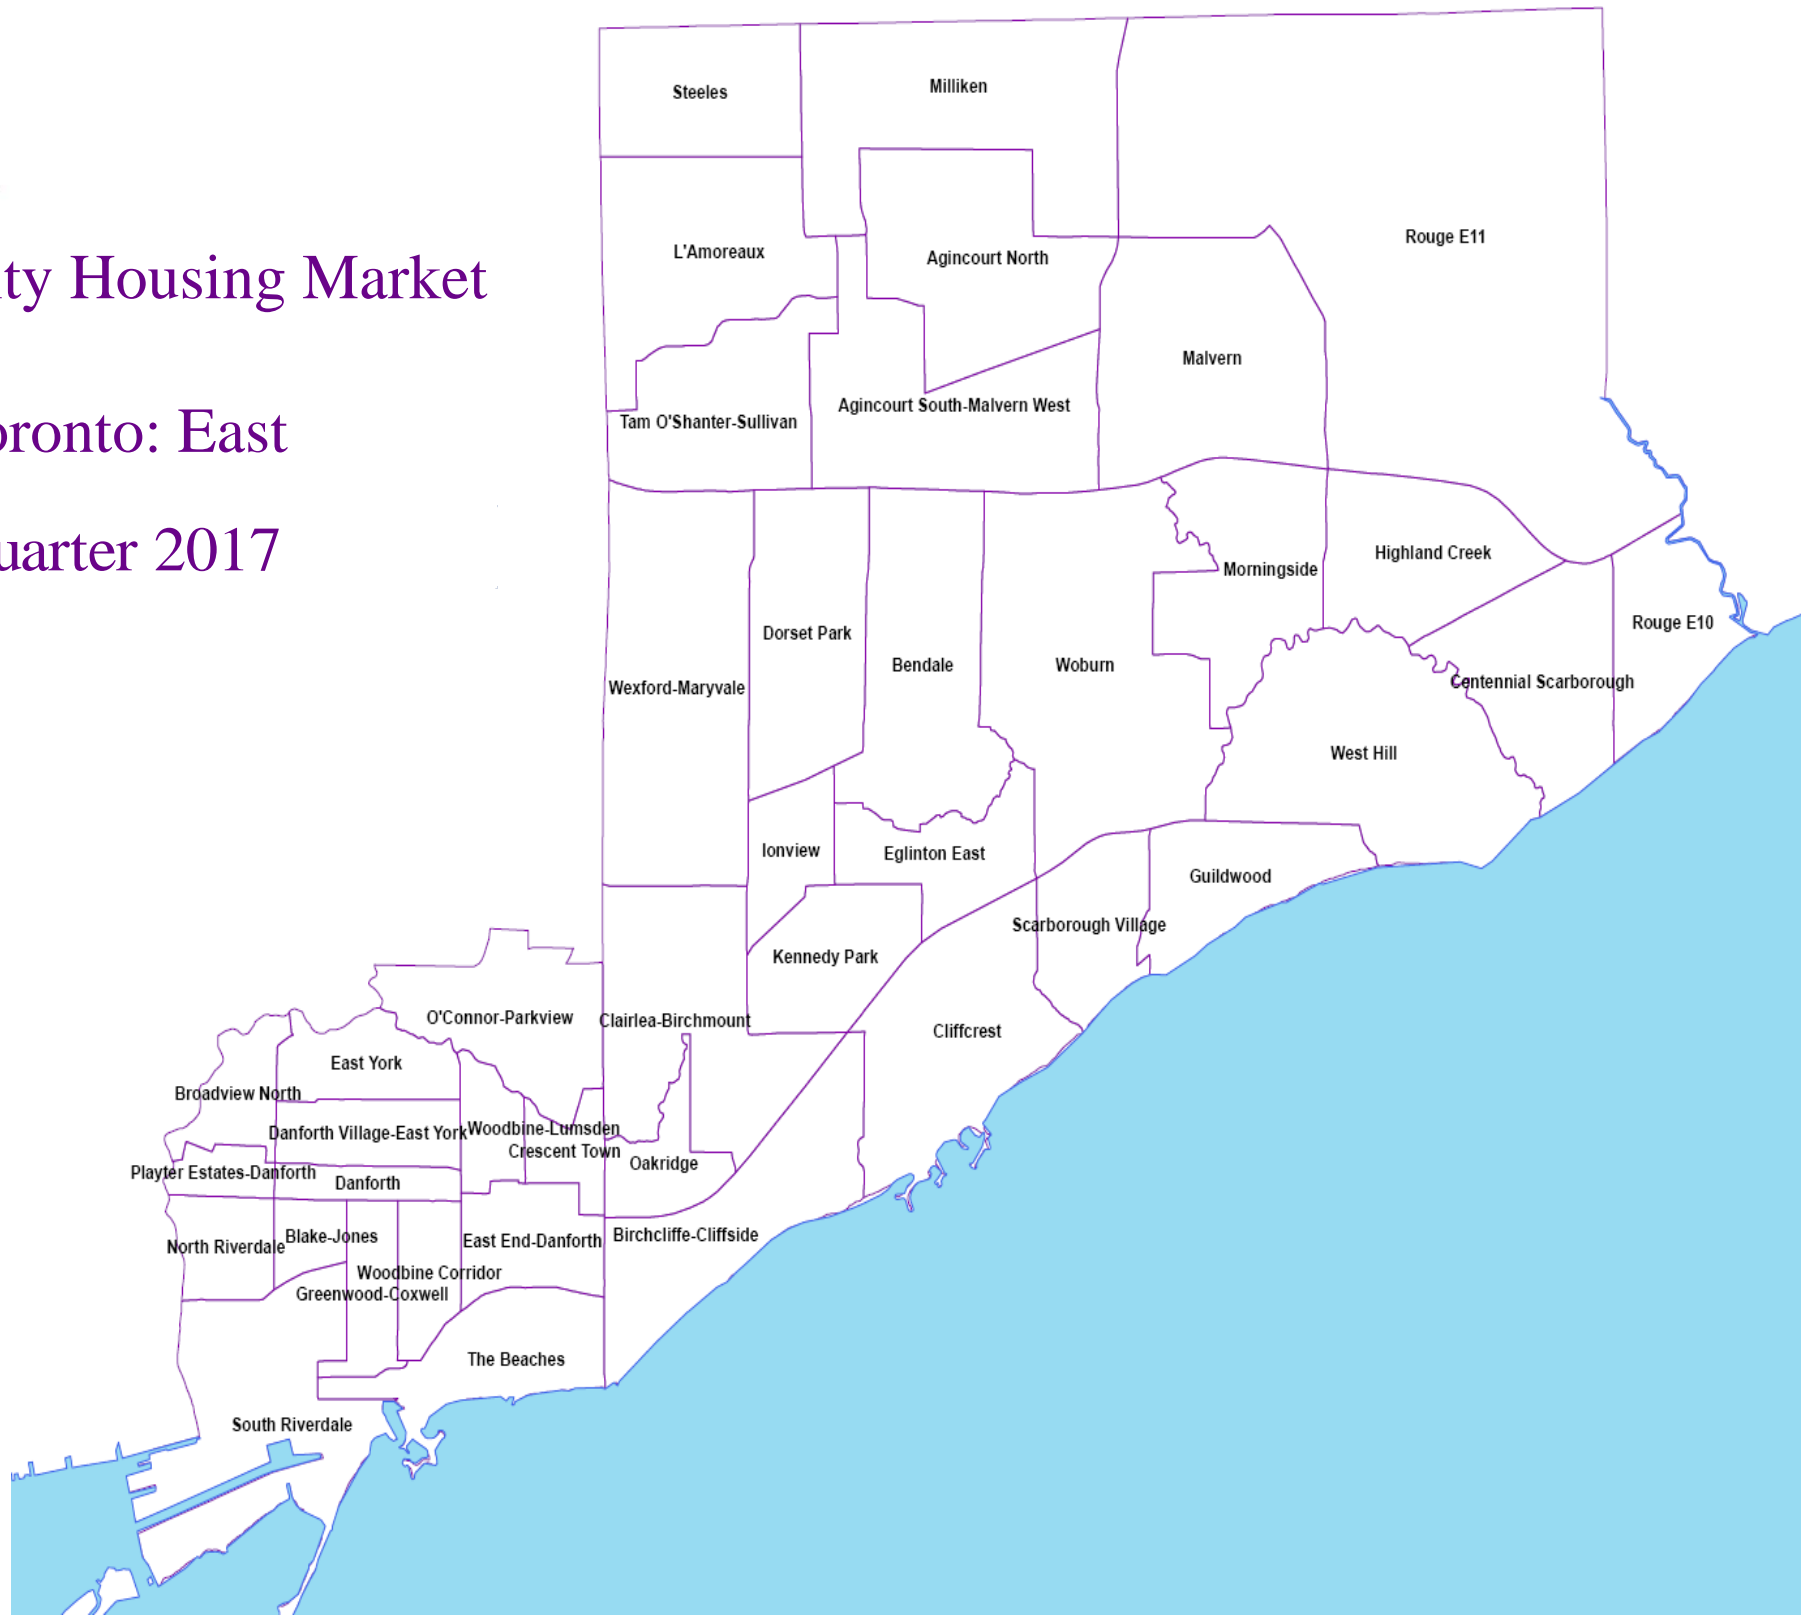 Steeles
Milliken
L'Amoreaux
Agincourt North
Rouge E11
ity Housing Market
Malvern
Tam O'Shanter-Sullivan
Agincourt South-Malvern West
oronto: East
uarter 2017
Highland Creek
Morningside
Dorset Park
Rouge E10
Bendale
Woburn
Wexford-Maryvale
Centennial Scarborough
West Hill
Ionview
Eglinton East
Guildwood
Scarborough Village
Kennedy Park
O'Connor-Parkview
Clairlea-Birchmount
Cliffcrest
East York
Broadview North
Danforth Village-East York
Woodbine-Lumsden
Crescent Town
Oakridge
Playter Estates-Danforth
Danforth
Blake-Jones
North Riverdale
East End-Danforth
Birchcliffe-Cliffside
Woodbine Corridor
Greenwood-Coxwell
The Beaches
South Riverdale